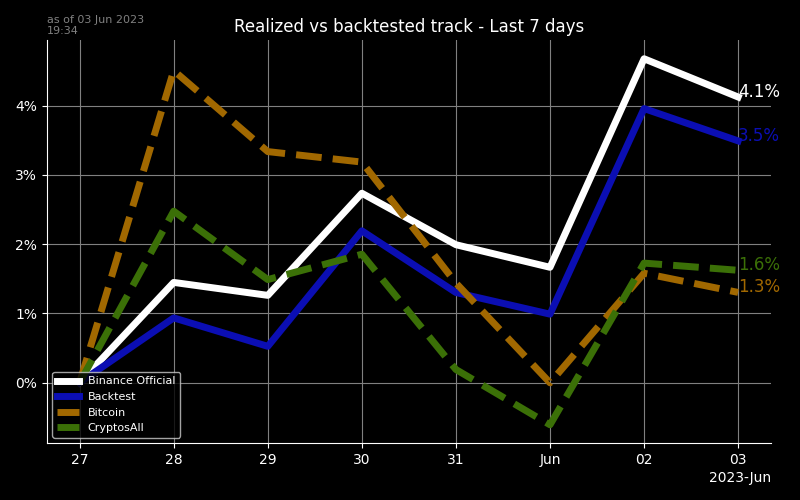 as of 03 Jun 2023
19:34
Realized vs backtested track - Last 7 days
4%
3%
2%
1%
0%
4.1%
3.5%
1.6%
1.3%
Binance Official
Backtest
Bitcoin
CryptosAll
27 28 29 30 31 Jun 02 03
2023-Jun